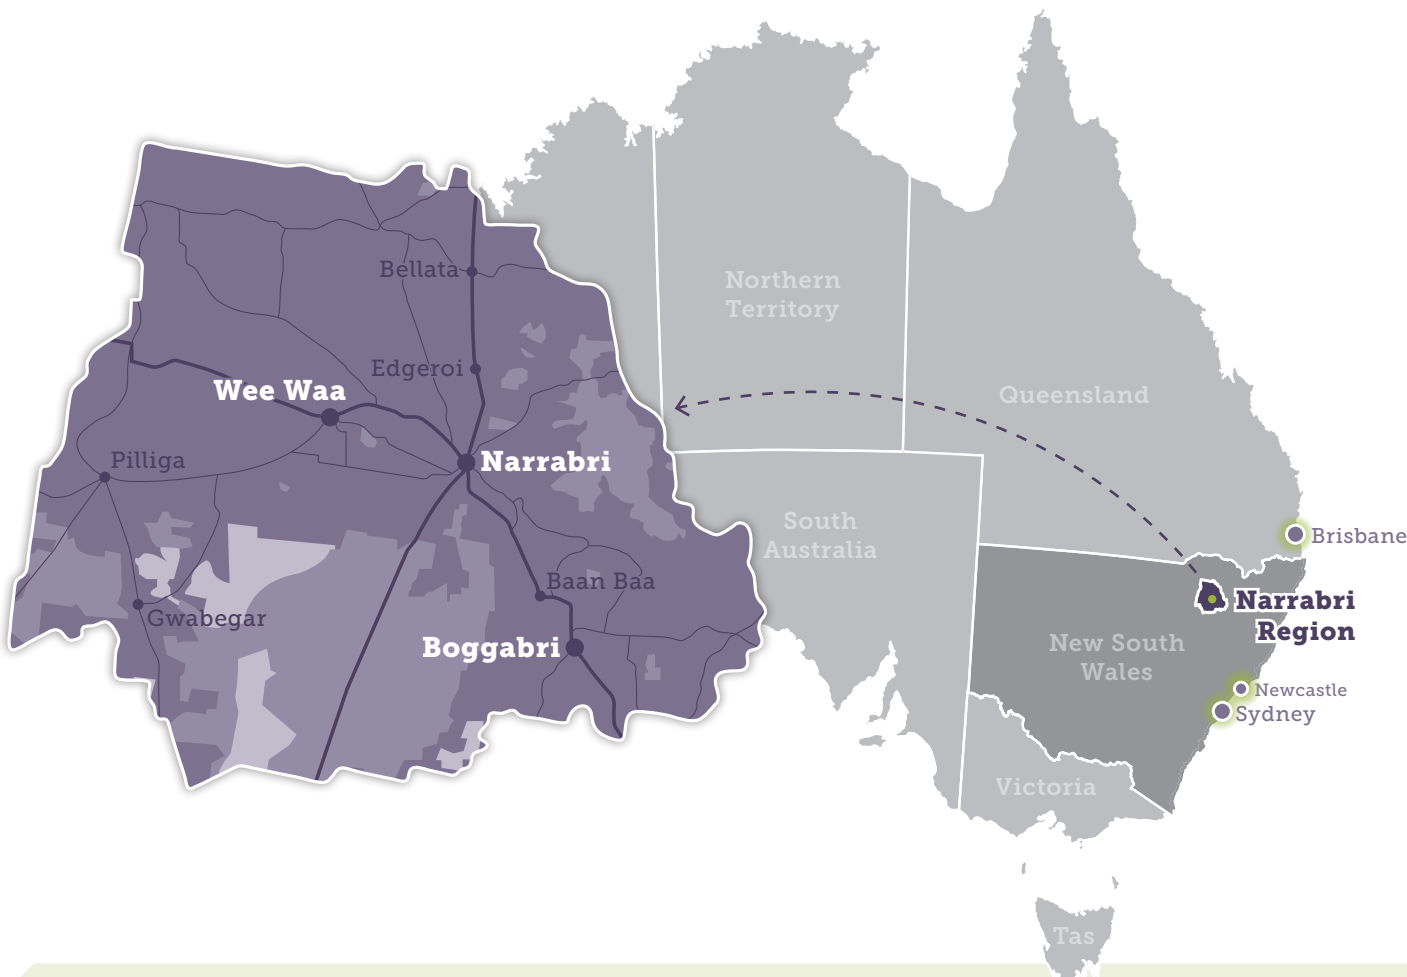 Bellata
Edgeroi
Wee Waa
Narrabri
Pilliga
Baan Baa
Gwabegar
Boggabri
Northern
Territory
Queensland
South
Australia
Brisbane
Narrabri
Region
New South
Wales
Newcastle
Sydney
Victoria
Tas